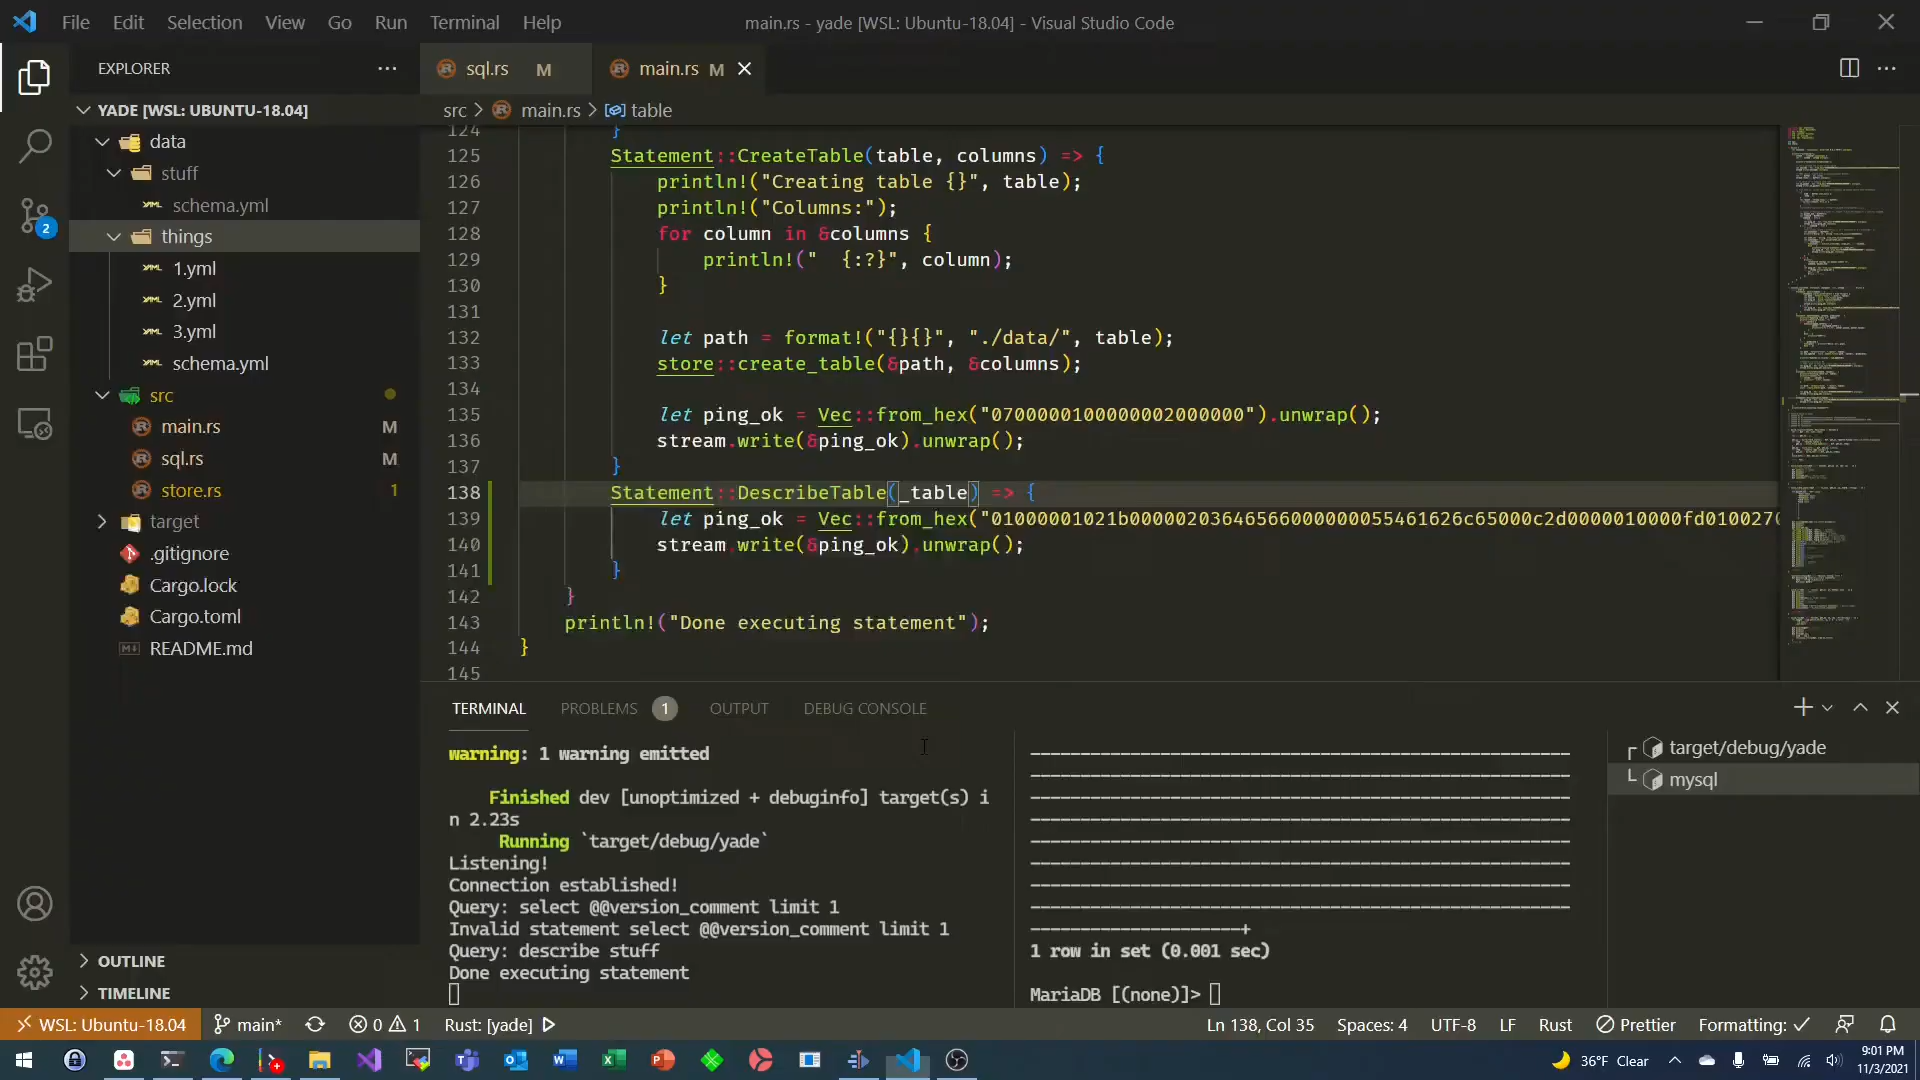 File Edit Selection View Go Run Terminal Help
main.rs - yade [WSL: Ubuntu-18.04] - Visual Studio Code
EXPLORER
YADE [WSL: UBUNTU-18.04]
data
stuff
schema.yml
things
1.yml
2.yml
3.yml
schema.yml
src
main.rs M
sql.rs M
store.rs 1
target
.gitignore
Cargo.lock
Cargo.toml
README.md
OUTLINE
TIMELINE
2
sql.rs M
main.rs M
src > main.rs > table
124 }
125 Statement::CreateTable(table, columns) => {
126 println!("Creating table {}", table);
127 println!("Columns:");
128 for column in &columns {
129 println!("  {:?}", column);
130 }
131
132 let path = format!("{}{}", "./data/", table);
133 store::create_table(&path, &columns);
134
135 let ping_ok = Vec::from_hex("0700000100000002000000").unwrap();
136 stream.write(&ping_ok).unwrap();
137 }
138 Statement::DescribeTable(_table) => {
139 let ping_ok = Vec::from_hex("01000001021b00000203646566000000055461626c65000c2d0000010000fd010027
140 stream.write(&ping_ok).unwrap();
141 }
142 }
143 println!("Done executing statement");
144 }
145
TERMINAL PROBLEMS 1 OUTPUT DEBUG CONSOLE
warning: 1 warning emitted
Finished dev [unoptimized + debuginfo] target(s) i
n 2.23s
Running `target/debug/yade`
Listening!
Connection established!
Query: select @@version_comment limit 1
Invalid statement select @@version_comment limit 1
Query: describe stuff
Done executing statement
---------------------+
1 row in set (0.001 sec)
MariaDB [(none)]>
target/debug/yade
mysql
WSL: Ubuntu-18.04 main* 0 1 Rust: [yade]
Ln 138, Col 35 Spaces: 4 UTF-8 LF Rust Prettier Formatting: ✓
36°F Clear
9:01 PM
11/3/2021